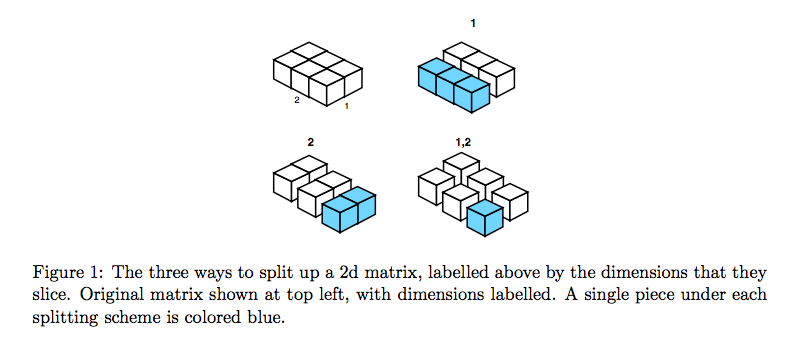 1
2
1
2
1,2
Figure 1: The three ways to split up a 2d matrix, labelled above by the dimensions that they
slice. Original matrix shown at top left, with dimensions labelled. A single piece under each
splitting scheme is colored blue.